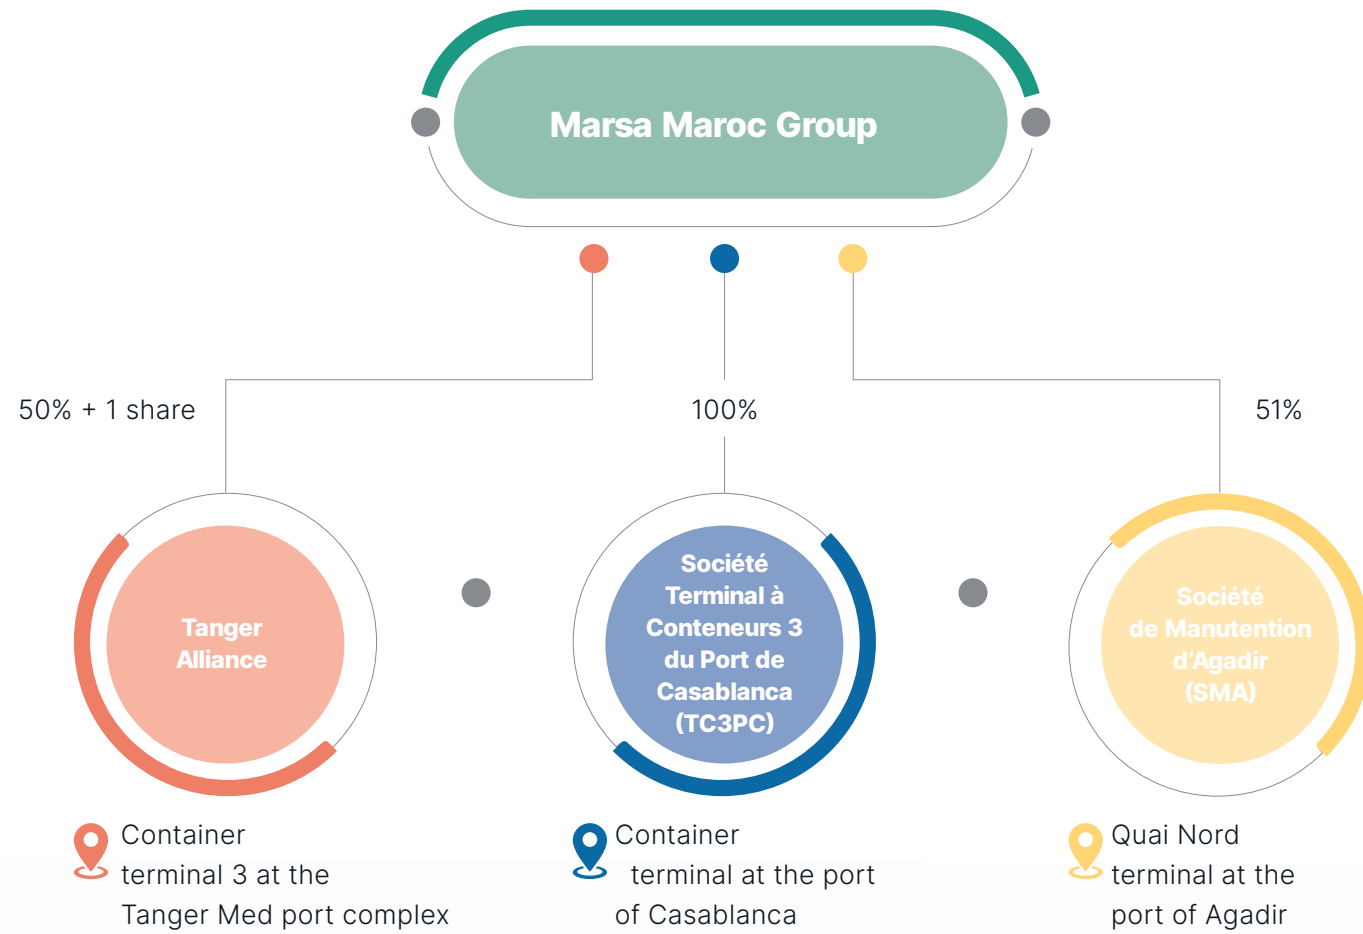 Marsa Maroc Group
50% + 1 share
100%
51%
Tanger
Alliance
Société
Terminal à
Conteneurs 3
du Port de
Casablanca
(TC3PC)
Société
de Manutention
d'Agadir
(SMA)
Container
terminal 3 at the
Tanger Med port complex
Container
terminal at the port
of Casablanca
Quai Nord
terminal at the
port of Agadir